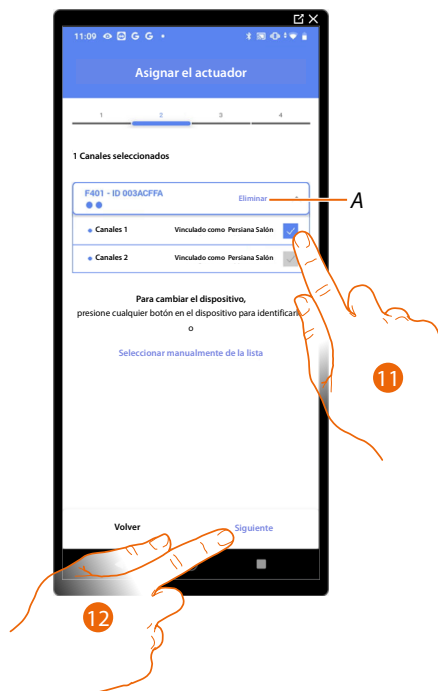 11:09 G G
Asignar el actuador
1 2 3 4
1 Canales seleccionados
F401 - ID 003ACFFA
Eliminar
A
Canales 1 Vinculado como Persiana Salón
Canales 2 Vinculado como Persiana Salón
Para cambiar el dispositivo,
presione cualquier botón en el dispositivo para identificarlo
o
Seleccionar manualmente de la lista
11
Volver Siguiente
12